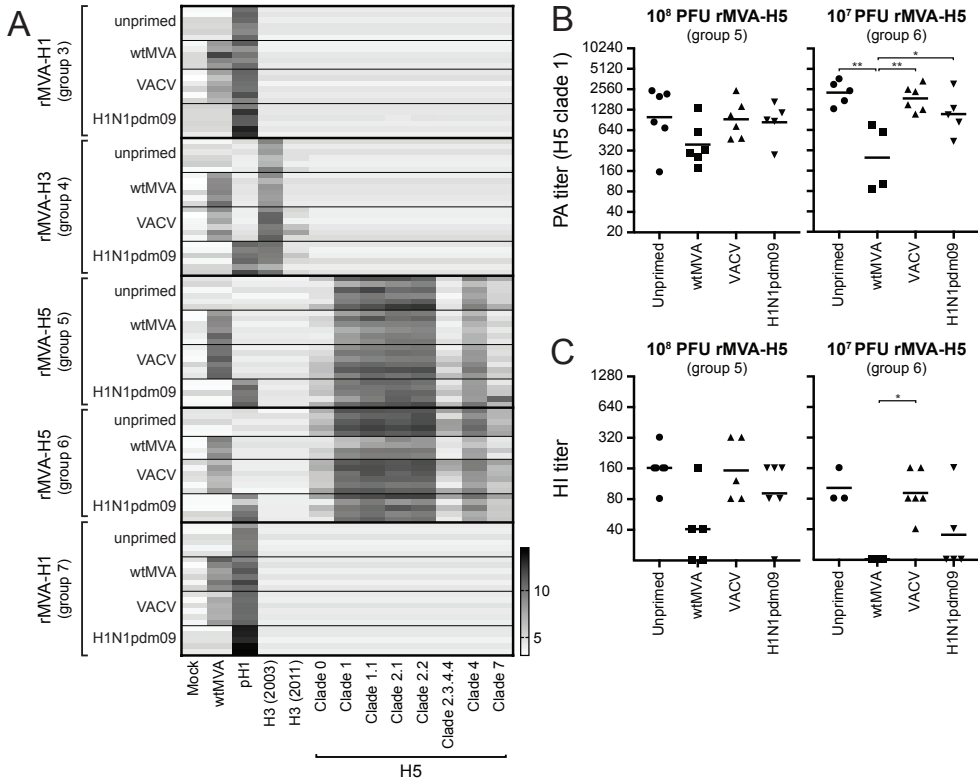 A
rMVA-H1
(group 3)
unprimed
wtMVA
VACV
H1N1pdm09
rMVA-H3
(group 4)
unprimed
wtMVA
VACV
H1N1pdm09
rMVA-H5
(group 5)
unprimed
wtMVA
VACV
H1N1pdm09
rMVA-H5
(group 6)
unprimed
wtMVA
VACV
H1N1pdm09
rMVA-H1
(group 7)
unprimed
wtMVA
VACV
H1N1pdm09
10
5
Mock
wtMVA
pH1
H3 (2003)
H3 (2011)
Clade 0
Clade 1
Clade 1.1
Clade 2.1
Clade 2.2
Clade 2.3.4.4
Clade 4
Clade 7
H5
B
10⁸ PFU rMVA-H5
(group 5)
10⁷ PFU rMVA-H5
(group 6)
PA titer (H5 clade 1)
10240
5120
2560
1280
640
320
160
80
40
20
*
** **
Unprimed
wtMVA
VACV
H1N1pdm09
Unprimed
wtMVA
VACV
H1N1pdm09
C
10⁸ PFU rMVA-H5
(group 5)
10⁷ PFU rMVA-H5
(group 6)
HI titer
1280
640
320
160
80
40
*
Unprimed
wtMVA
VACV
H1N1pdm09
Unprimed
wtMVA
VACV
H1N1pdm09